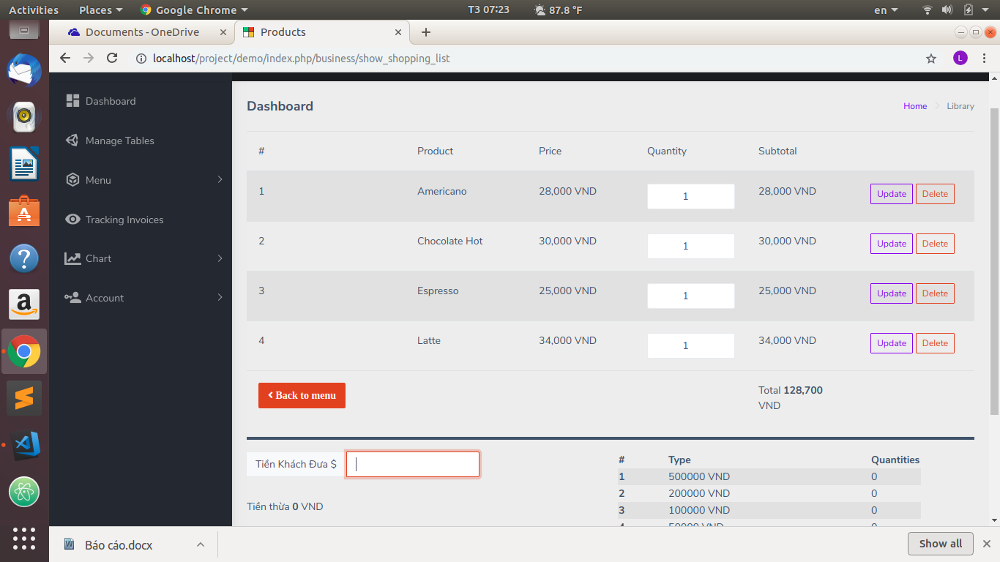 Activities Places Google Chrome T3 07:23 87.8 °F en
Documents - OneDrive Products
localhost/project/demo/index.php/business/show_shopping_list L
Dashboard
Manage Tables
Menu
Tracking Invoices
Chart
Account
Dashboard Home Library
# Product Price Quantity Subtotal
1 Americano 28,000 VND 1 28,000 VND Update Delete
2 Chocolate Hot 30,000 VND 1 30,000 VND Update Delete
3 Espresso 25,000 VND 1 25,000 VND Update Delete
4 Latte 34,000 VND 1 34,000 VND Update Delete
Back to menu Total 128,700
VND
Tiền Khách Đưa $
Tiền thừa 0 VND
# Type Quantities
1 500000 VND 0
2 200000 VND 0
3 100000 VND 0
4 50000 VND 0
Báo cáo.docx Show all